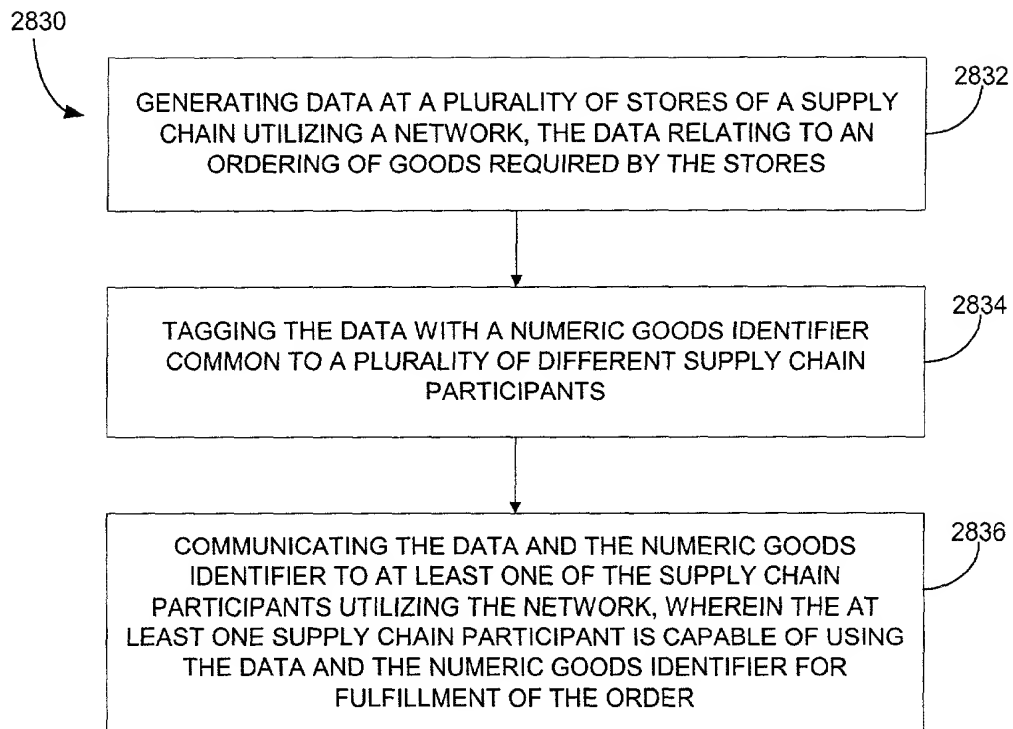 2830
2832
GENERATING DATA AT A PLURALITY OF STORES OF A SUPPLY
CHAIN UTILIZING A NETWORK, THE DATA RELATING TO AN
ORDERING OF GOODS REQUIRED BY THE STORES
2834
TAGGING THE DATA WITH A NUMERIC GOODS IDENTIFIER
COMMON TO A PLURALITY OF DIFFERENT SUPPLY CHAIN
PARTICIPANTS
2836
COMMUNICATING THE DATA AND THE NUMERIC GOODS
IDENTIFIER TO AT LEAST ONE OF THE SUPPLY CHAIN
PARTICIPANTS UTILIZING THE NETWORK, WHEREIN THE AT
LEAST ONE SUPPLY CHAIN PARTICIPANT IS CAPABLE OF USING
THE DATA AND THE NUMERIC GOODS IDENTIFIER FOR
FULFILLMENT OF THE ORDER